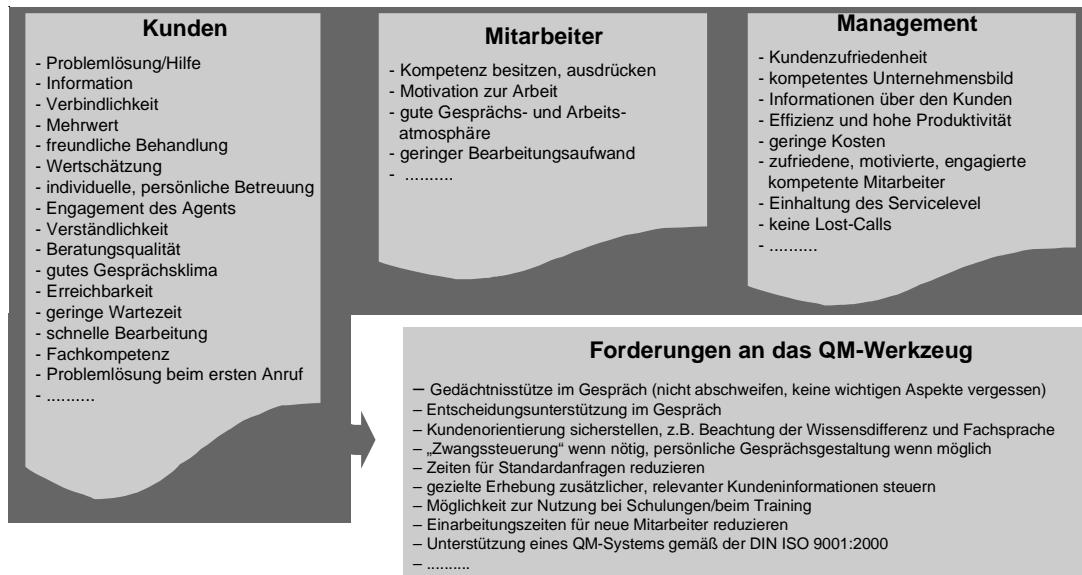 Kunden
- Problemlösung/Hilfe
- Information
- Verbindlichkeit
- Mehrwert
- freundliche Behandlung
- Wertschätzung
- individuelle, persönliche Betreuung
- Engagement des Agents
- Verständlichkeit
- Beratungsqualität
- gutes Gesprächsklima
- Erreichbarkeit
- geringe Wartezeit
- schnelle Bearbeitung
- Fachkompetenz
- Problemlösung beim ersten Anruf
- ..........
Mitarbeiter
- Kompetenz besitzen, ausdrücken
- Motivation zur Arbeit
- gute Gesprächs- und Arbeits-
atmosphäre
- geringer Bearbeitungsaufwand
- ..........
Management
- Kundenzufriedenheit
- kompetentes Unternehmensbild
- Informationen über den Kunden
- Effizienz und hohe Produktivität
- geringe Kosten
- zufriedene, motivierte, engagierte
kompetente Mitarbeiter
- Einhaltung des Servicelevel
- keine Lost-Calls
- ..........
Forderungen an das QM-Werkzeug
– Gedächtnisstütze im Gespräch (nicht abschweifen, keine wichtigen Aspekte vergessen)
– Entscheidungsunterstützung im Gespräch
– Kundenorientierung sicherstellen, z.B. Beachtung der Wissensdifferenz und Fachsprache
– „Zwangssteuerung“ wenn nötig, persönliche Gesprächsgestaltung wenn möglich
– Zeiten für Standardanfragen reduzieren
– gezielte Erhebung zusätzlicher, relevanter Kundeninformationen steuern
– Möglichkeit zur Nutzung bei Schulungen/beim Training
– Einarbeitungszeiten für neue Mitarbeiter reduzieren
– Unterstützung eines QM-Systems gemäß der DIN ISO 9001:2000
– ..........